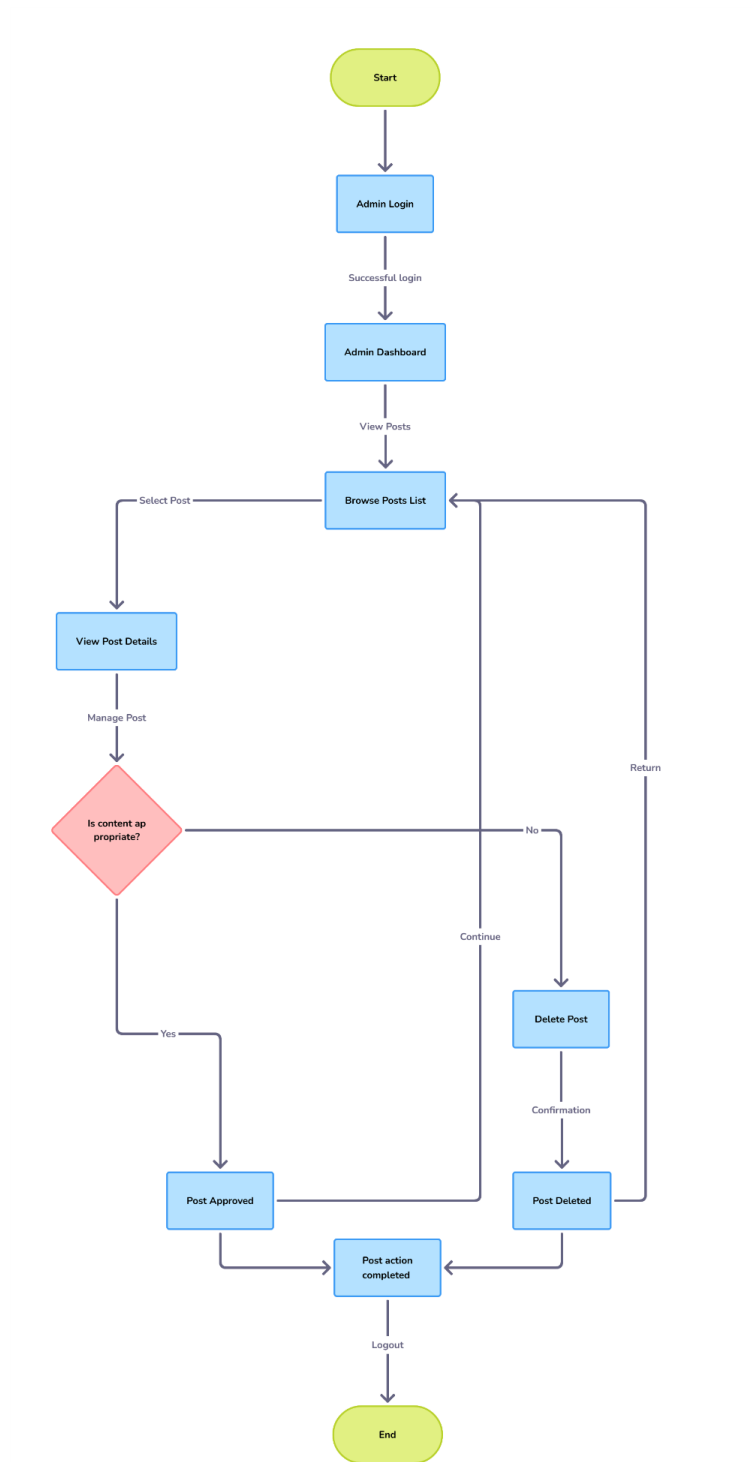 Start
Admin Login
Successful login
Admin Dashboard
View Posts
Select Post
Browse Posts List
View Post Details
Manage Post
Return
Is content ap
propriate?
No
Continue
Delete Post
Yes
Confirmation
Post Approved
Post Deleted
Post action
completed
Logout
End